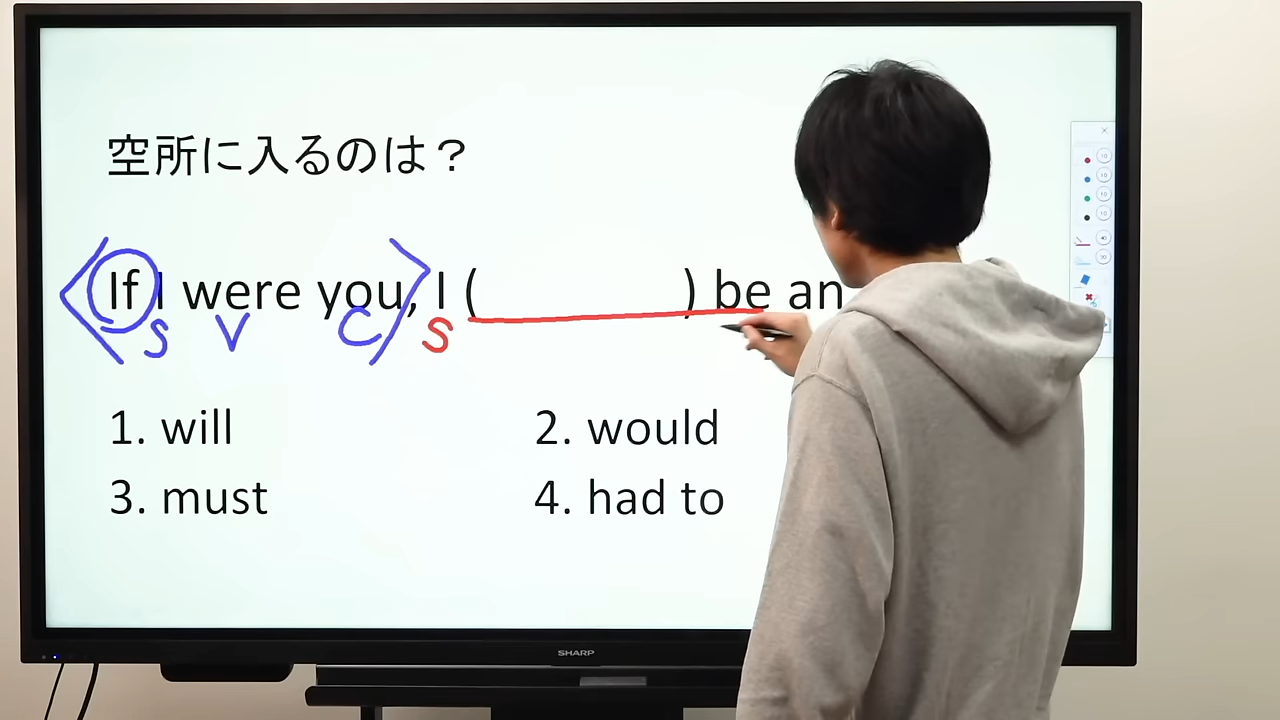 空所に入るのは？
If I were you, I (　　　) be an
S V C S
1. will
2. would
3. must
4. had to
SHARP